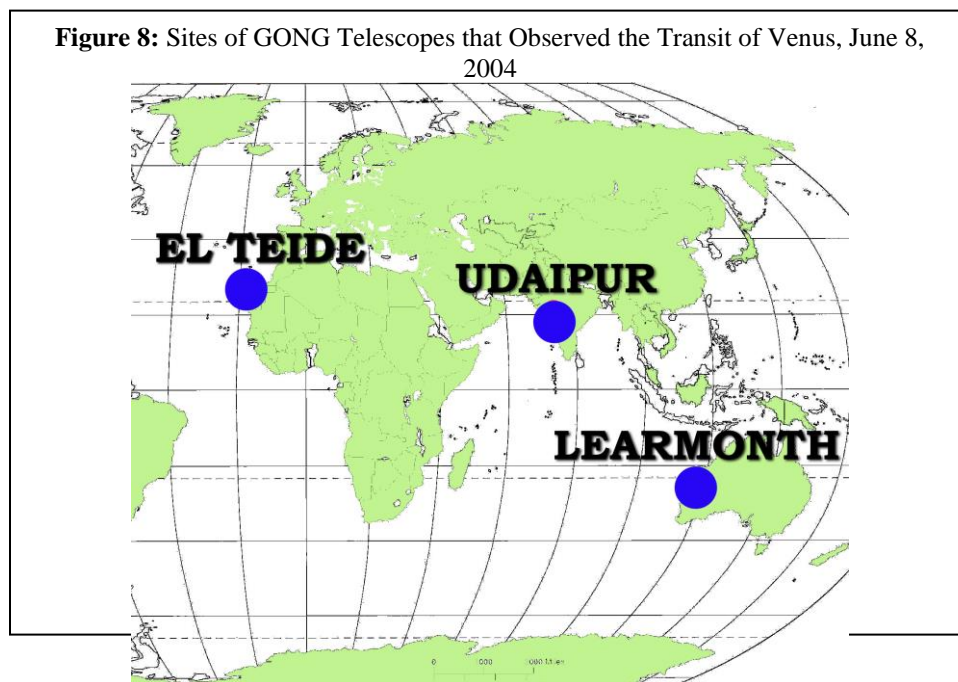 Figure 8: Sites of GONG Telescopes that Observed the Transit of Venus, June 8,
2004
EL TEIDE
UDAIPUR
LEARMONTH
0